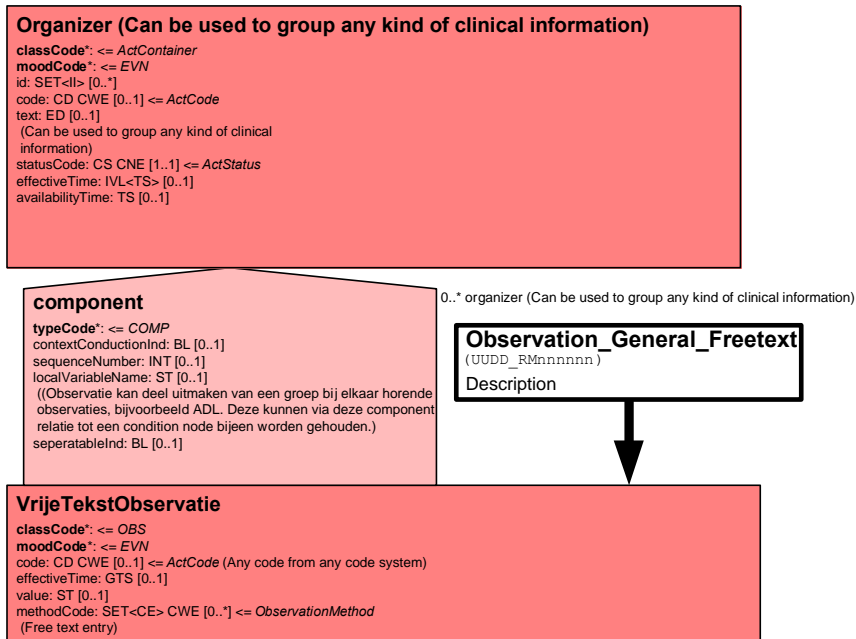 Organizer (Can be used to group any kind of clinical information)
classCode*: <= ActContainer
moodCode*: <= EVN
id: SET<II> [0..*]
code: CD CWE [0..1] <= ActCode
text: ED [0..1]
(Can be used to group any kind of clinical
information)
statusCode: CS CNE [1..1] <= ActStatus
effectiveTime: IVL<TS> [0..1]
availabilityTime: TS [0..1]
component
typeCode*: <= COMP
contextConductionInd: BL [0..1]
sequenceNumber: INT [0..1]
localVariableName: ST [0..1]
((Observatie kan deel uitmaken van een groep bij elkaar horende
observaties, bijvoorbeeld ADL. Deze kunnen via deze component
relatie tot een condition node bijeen worden gehouden.)
seperatableInd: BL [0..1]
0..* organizer (Can be used to group any kind of clinical information)
Observation_General_Freetext
(UUDD_RMnnnnnn)
Description
VrijeTekstObservatie
classCode*: <= OBS
moodCode*: <= EVN
code: CD CWE [0..1] <= ActCode (Any code from any code system)
effectiveTime: GTS [0..1]
value: ST [0..1]
methodCode: SET<CE> CWE [0..*] <= ObservationMethod
(Free text entry)